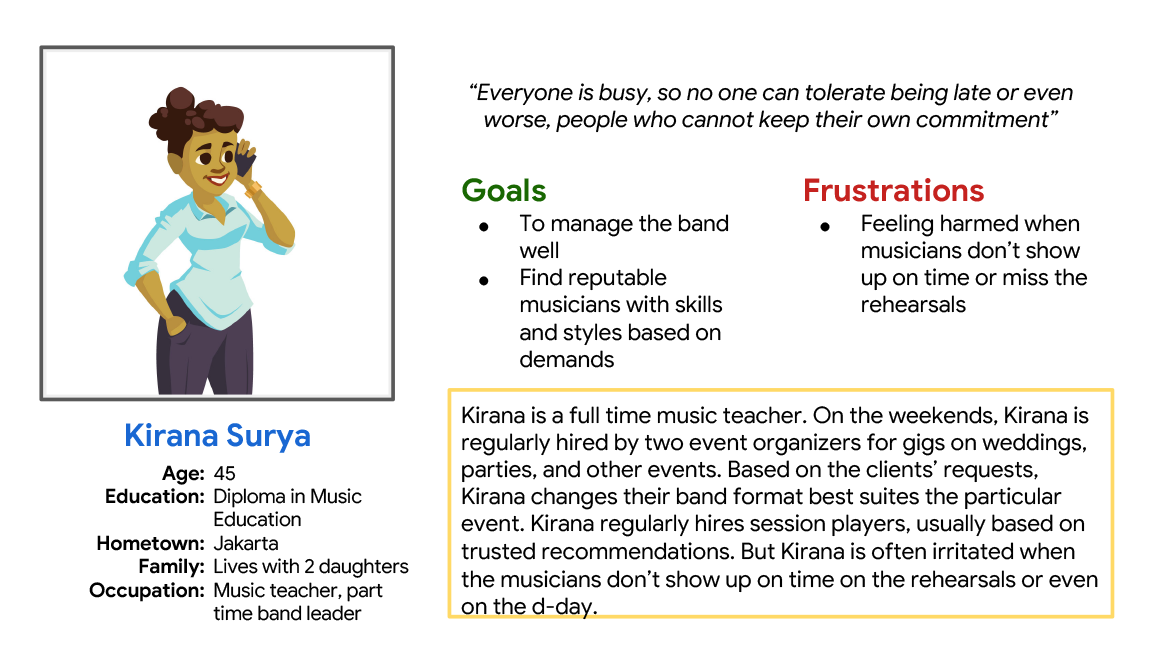 “Everyone is busy, so no one can tolerate being late or even
worse, people who cannot keep their own commitment”
Goals
● To manage the band
well
● Find reputable
musicians with skills
and styles based on
demands
Frustrations
● Feeling harmed when
musicians don’t show
up on time or miss the
rehearsals
Kirana Surya
Age: 45
Education: Diploma in Music
Education
Hometown: Jakarta
Family: Lives with 2 daughters
Occupation: Music teacher, part
time band leader
Kirana is a full time music teacher. On the weekends, Kirana is
regularly hired by two event organizers for gigs on weddings,
parties, and other events. Based on the clients’ requests,
Kirana changes their band format best suites the particular
event. Kirana regularly hires session players, usually based on
trusted recommendations. But Kirana is often irritated when
the musicians don’t show up on time on the rehearsals or even
on the d-day.